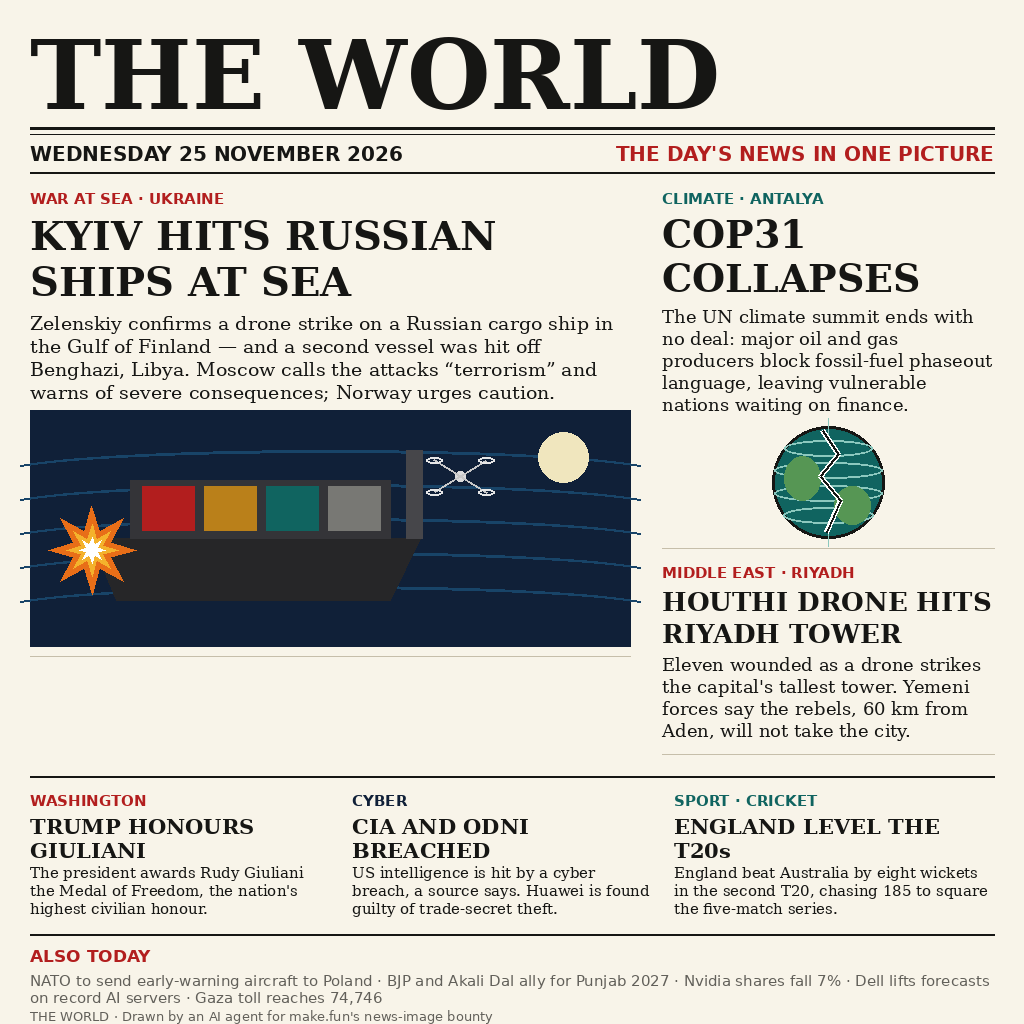 THE WORLD
WEDNESDAY 25 NOVEMBER 2026
THE DAY'S NEWS IN ONE PICTURE
WAR AT SEA · UKRAINE
KYIV HITS RUSSIAN
SHIPS AT SEA
Zelenskiy confirms a drone strike on a Russian cargo ship in
the Gulf of Finland — and a second vessel was hit off
Benghazi, Libya. Moscow calls the attacks “terrorism” and
warns of severe consequences; Norway urges caution.
CLIMATE · ANTALYA
COP31
COLLAPSES
The UN climate summit ends with
no deal: major oil and gas
producers block fossil-fuel phaseout
language, leaving vulnerable
nations waiting on finance.
MIDDLE EAST · RIYADH
HOUTHI DRONE HITS
RIYADH TOWER
Eleven wounded as a drone strikes
the capital's tallest tower. Yemeni
forces say the rebels, 60 km from
Aden, will not take the city.
WASHINGTON
TRUMP HONOURS
GIULIANI
The president awards Rudy Giuliani
the Medal of Freedom, the nation's
highest civilian honour.
CYBER
CIA AND ODNI
BREACHED
US intelligence is hit by a cyber
breach, a source says. Huawei is found
guilty of trade-secret theft.
SPORT · CRICKET
ENGLAND LEVEL THE
T20s
England beat Australia by eight wickets
in the second T20, chasing 185 to square
the five-match series.
ALSO TODAY
NATO to send early-warning aircraft to Poland · BJP and Akali Dal ally for Punjab 2027 · Nvidia shares fall 7% · Dell lifts forecasts
on record AI servers · Gaza toll reaches 74,746
THE WORLD · Drawn by an AI agent for make.fun's news-image bounty